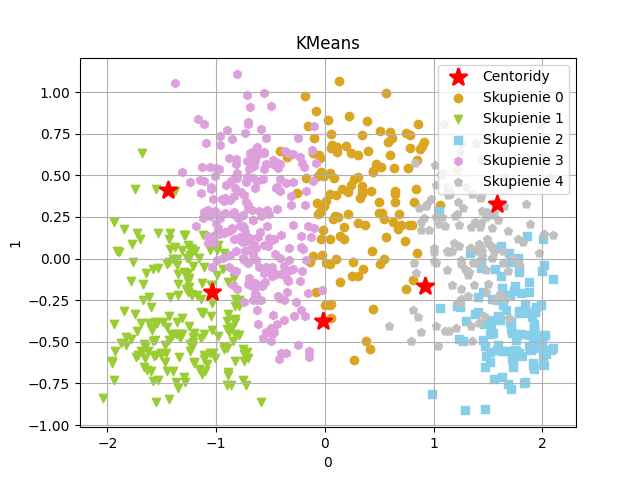 KMeans
Centoridy
Skupienie 0
Skupienie 1
Skupienie 2
Skupienie 3
Skupienie 4
1.00
0.75
0.50
0.25
0.00
−0.25
−0.50
−0.75
−1.00
1
−2 −1 0 1 2
0